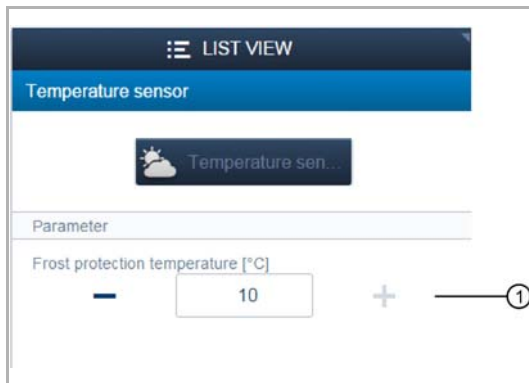 LIST VIEW
Temperature sensor
Temperature sen...
Parameter
Frost protection temperature [°C]
− 10 +
1